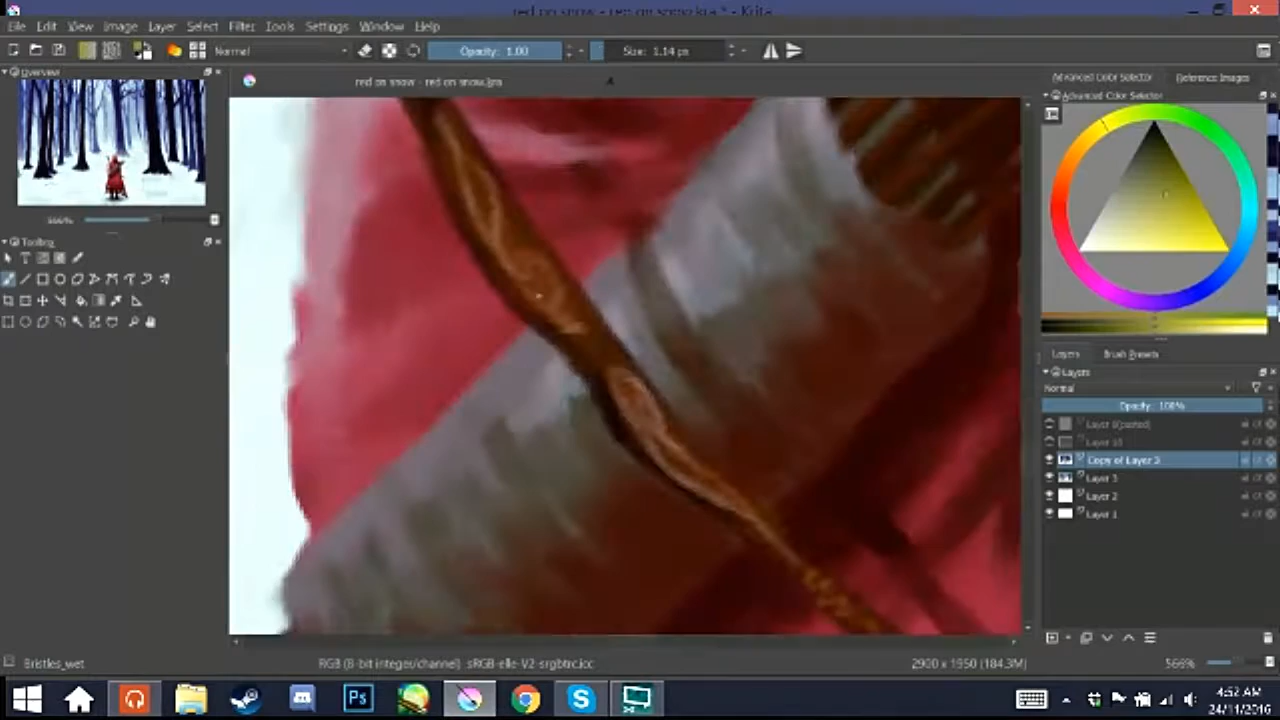 red on snow - red on snow.kra * - Krita
File Edit View Image Layer Select Filter Tools Settings Window Help
Normal
Opacity: 1.00
Size: 1.14 px
Overview
red on snow - red on snow.kra
Advanced Color Selector
Reference Images
Advanced Color Selector
566%
Toolbox
Layers
Brush Presets
Layers
Normal
Opacity: 100%
Layer 10
Copy of Layer 3
Layer 3
Layer 2
Layer 1
Bristles_wet
RGB (8-bit integer/channel) sRGB-elle-V2-srgbtrc.icc
2900 x 1950 (184.3M)
566%
Ps
4:52 AM
24/11/2016